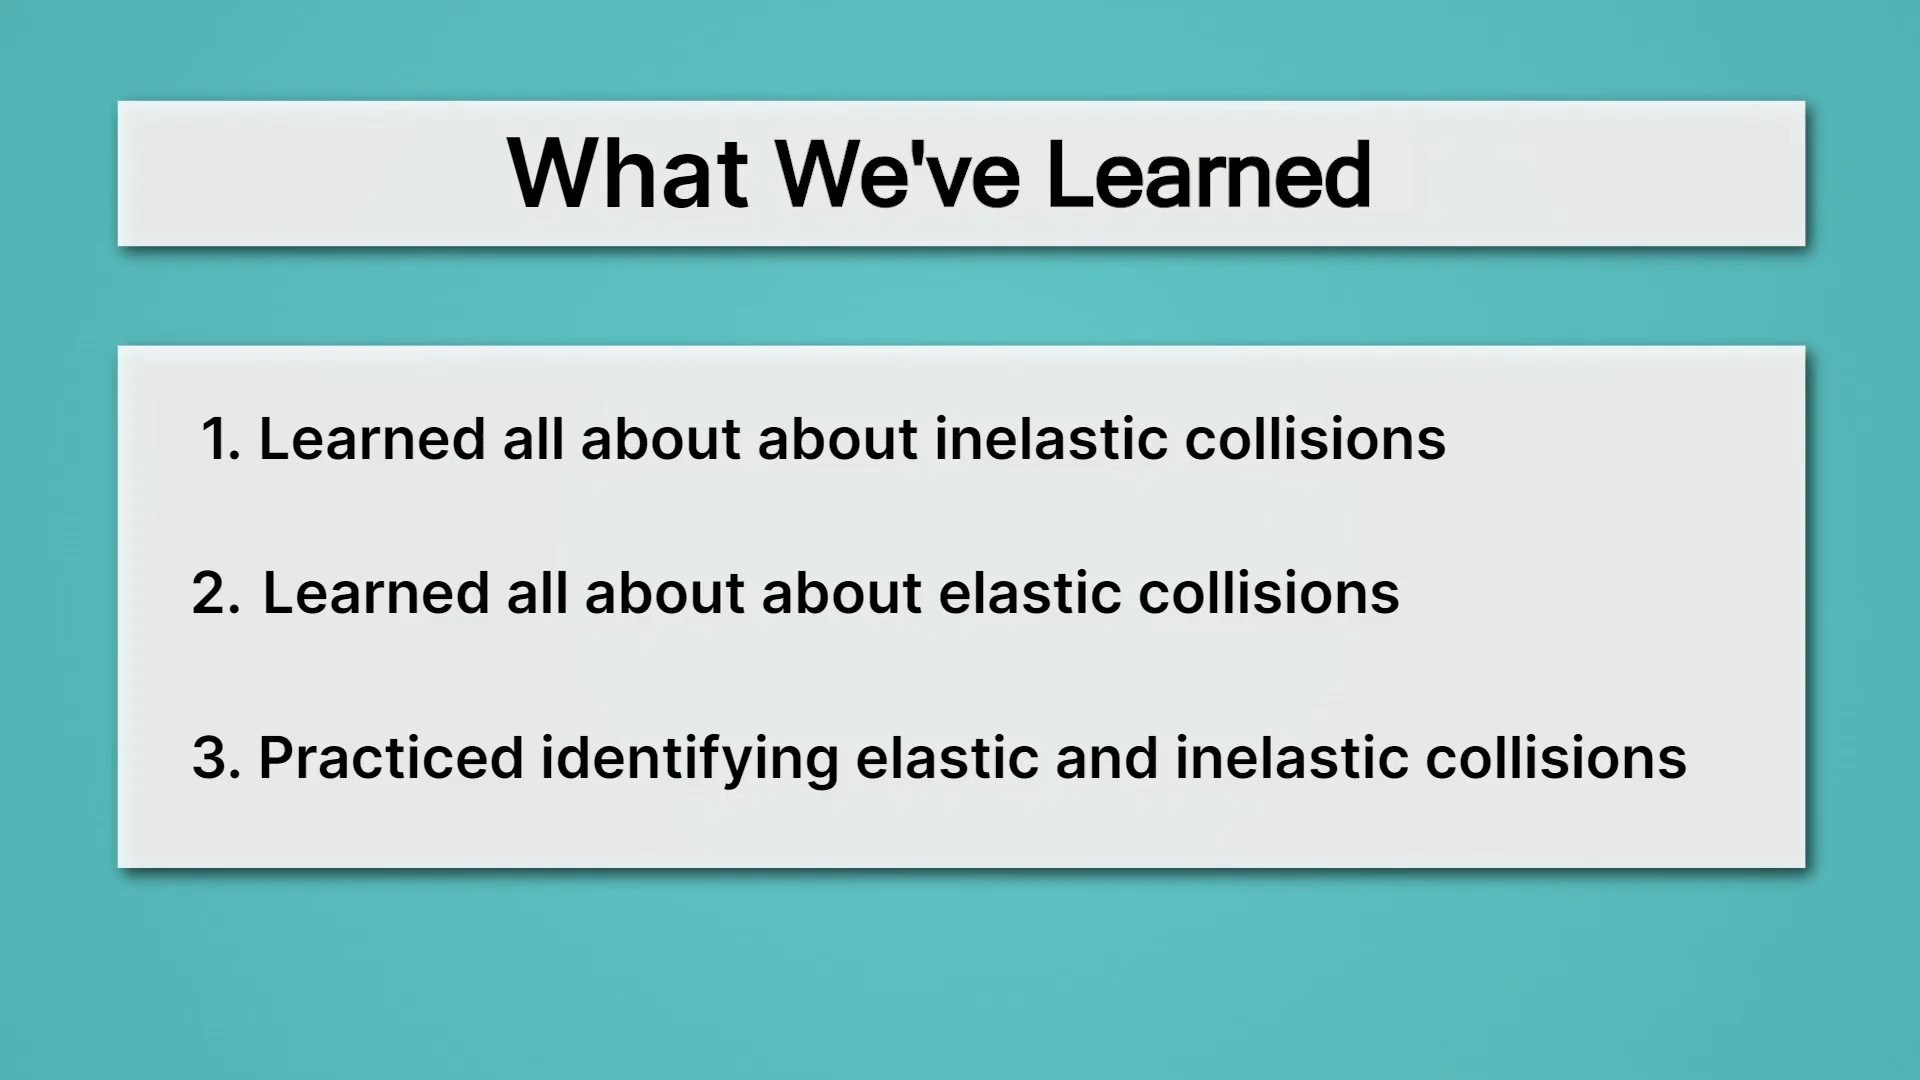 What We've Learned
1. Learned all about about inelastic collisions
2. Learned all about about elastic collisions
3. Practiced identifying elastic and inelastic collisions